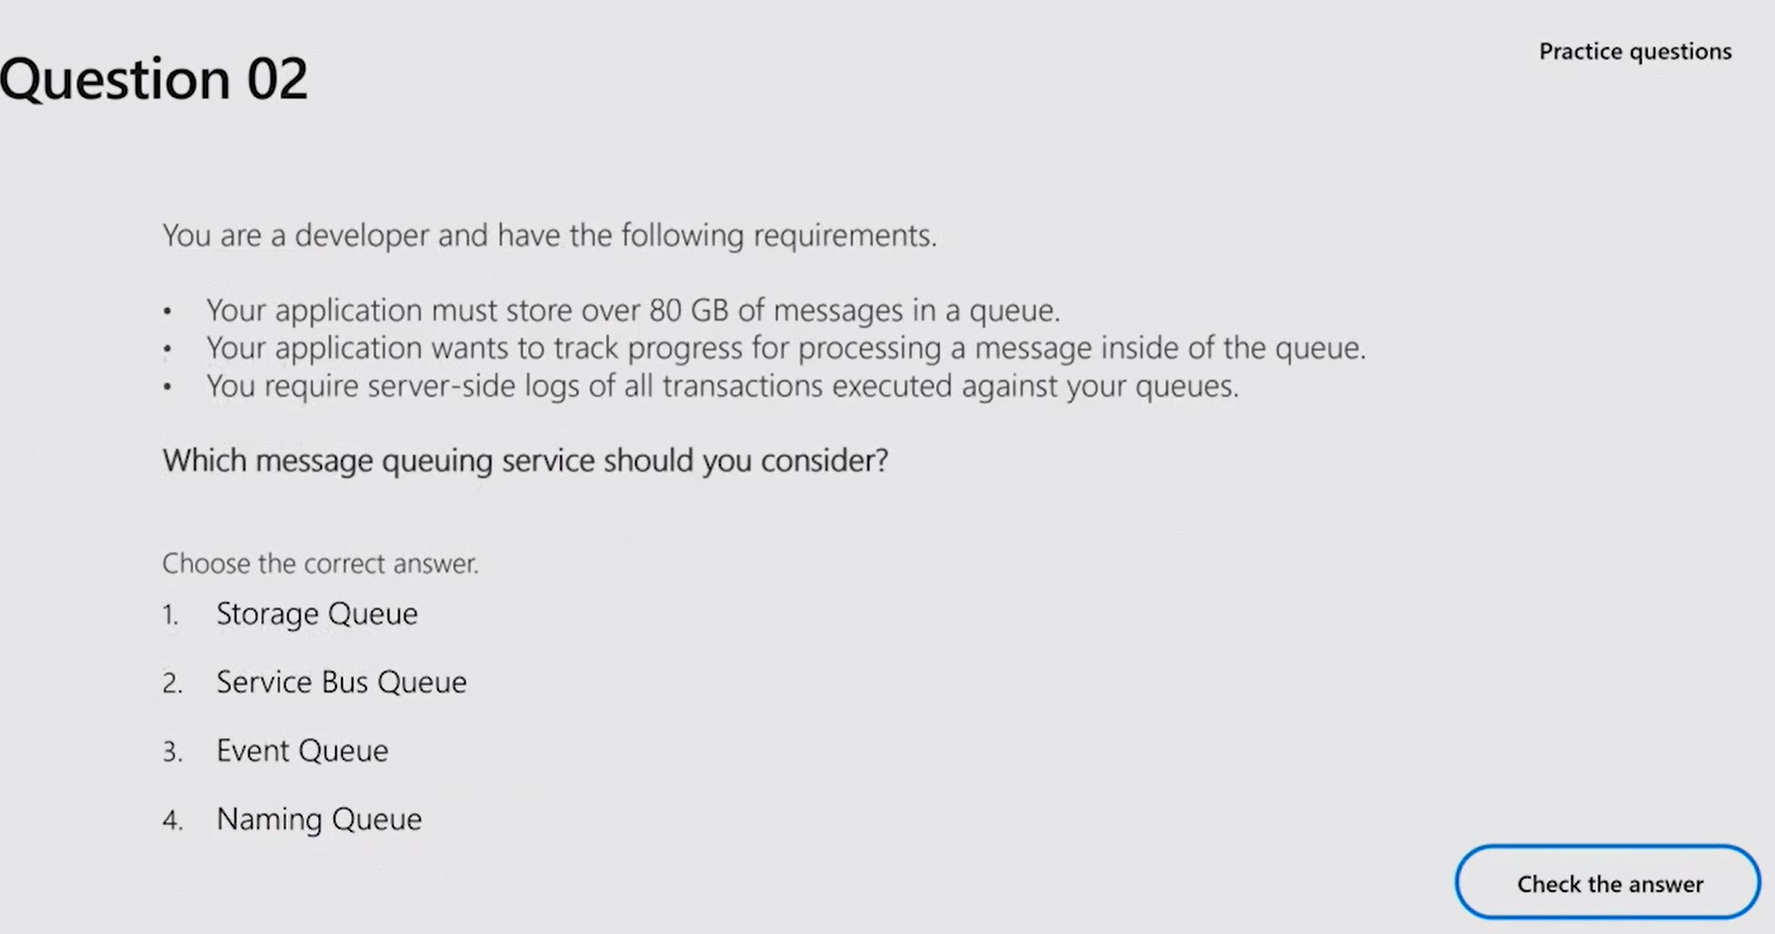 Practice questions
Question 02
You are a developer and have the following requirements.
• Your application must store over 80 GB of messages in a queue.
• Your application wants to track progress for processing a message inside of the queue.
• You require server-side logs of all transactions executed against your queues.
Which message queuing service should you consider?
Choose the correct answer.
1. Storage Queue
2. Service Bus Queue
3. Event Queue
4. Naming Queue
Check the answer